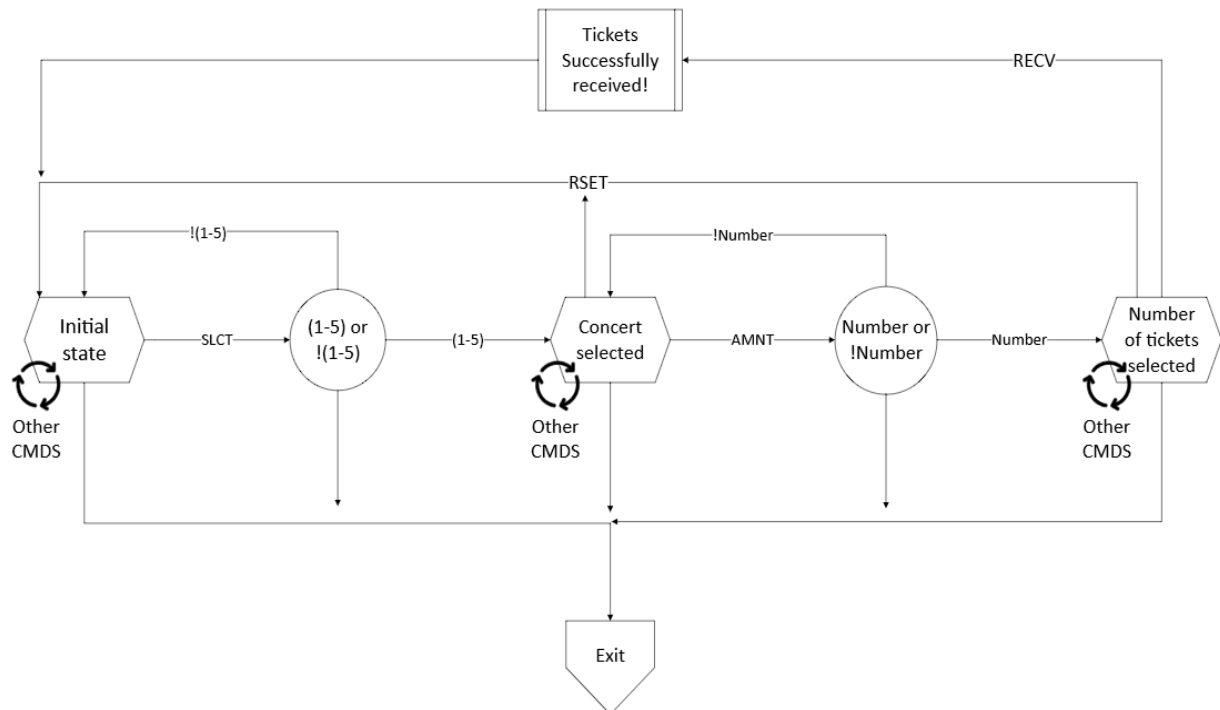 Tickets
Successfully
received!
RECV
RSET
!(1-5)
!Number
Initial
state
SLCT
(1-5) or
!(1-5)
(1-5)
Concert
selected
AMNT
Number or
!Number
Number
Number
of tickets
selected
Other
CMDS
Other
CMDS
Other
CMDS
Exit